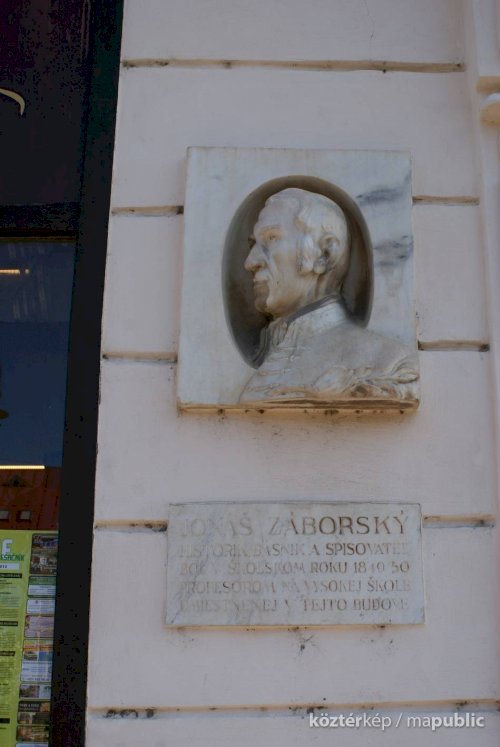 JONÁŠ ZÁBORSKÝ
HISTORIK BÁSNIK A SPISOVATEĽ
BOL V ŠKOLSKOM ROKU 1849-50
PROFESOROM NA VYSOKEJ ŠKOLE
UMIESTNENEJ V TEJTO BUDOVE
köztérkép / mapublic